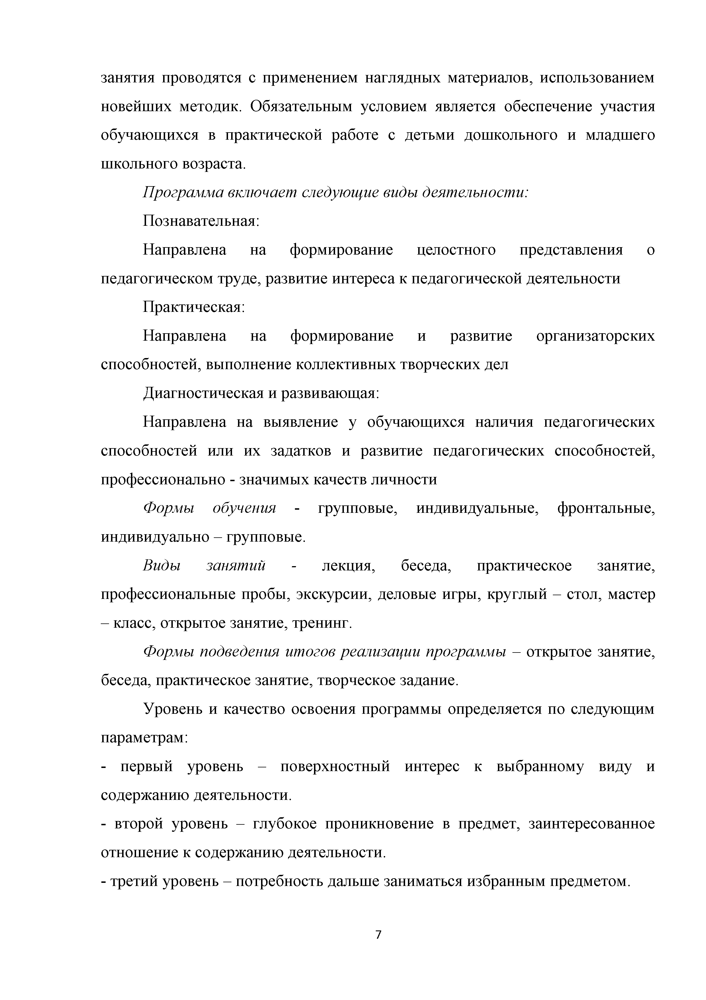 занятия проводятся с применением наглядных материалов, использованием
новейших методик. Обязательным условием является обеспечение участия
обучающихся в практической работе с детьми дошкольного и младшего
школьного возраста.
Программа включает следующие виды деятельности:
Познавательная:
Направлена на формирование целостного представления о
педагогическом труде, развитие интереса к педагогической деятельности
Практическая:
Направлена на формирование и развитие организаторских
способностей, выполнение коллективных творческих дел
Диагностическая и развивающая:
Направлена на выявление у обучающихся наличия педагогических
способностей или их задатков и развитие педагогических способностей,
профессионально - значимых качеств личности
Формы обучения - групповые, индивидуальные, фронтальные,
индивидуально – групповые.
Виды занятий - лекция, беседа, практическое занятие,
профессиональные пробы, экскурсии, деловые игры, круглый – стол, мастер
– класс, открытое занятие, тренинг.
Формы подведения итогов реализации программы – открытое занятие,
беседа, практическое занятие, творческое задание.
Уровень и качество освоения программы определяется по следующим
параметрам:
- первый уровень – поверхностный интерес к выбранному виду и
содержанию деятельности.
- второй уровень – глубокое проникновение в предмет, заинтересованное
отношение к содержанию деятельности.
- третий уровень – потребность дальше заниматься избранным предметом.
7